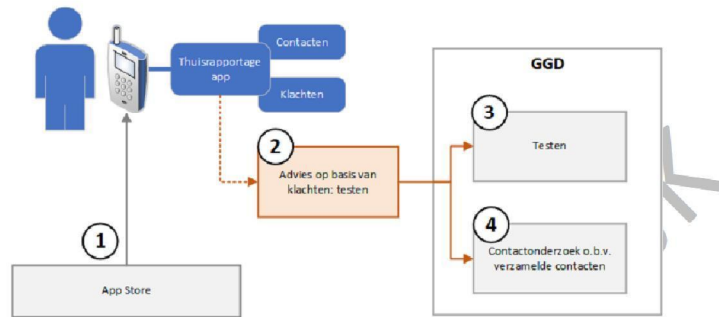 Contacten
Thuisrapportage
app
Klachten
GGD
3
Testen
2
Advies op basis van
klachten: testen
4
Contactonderzoek o.b.v.
verzamelde contacten
1
App Store